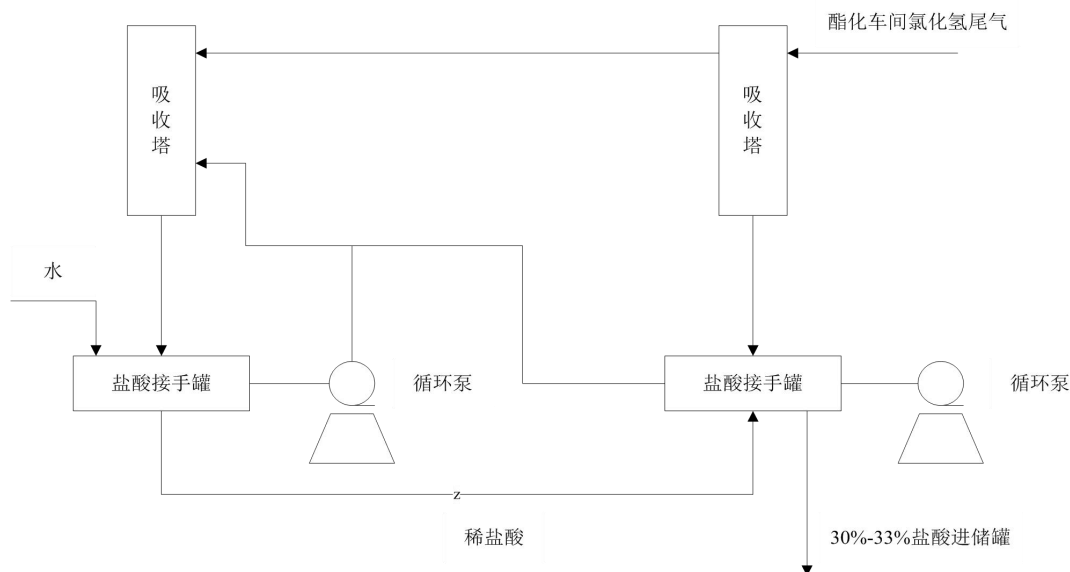 酯化车间氯化氢尾气
吸收塔
吸收塔
水
盐酸接手罐
循环泵
盐酸接手罐
循环泵
z
稀盐酸
30%-33%盐酸进储罐